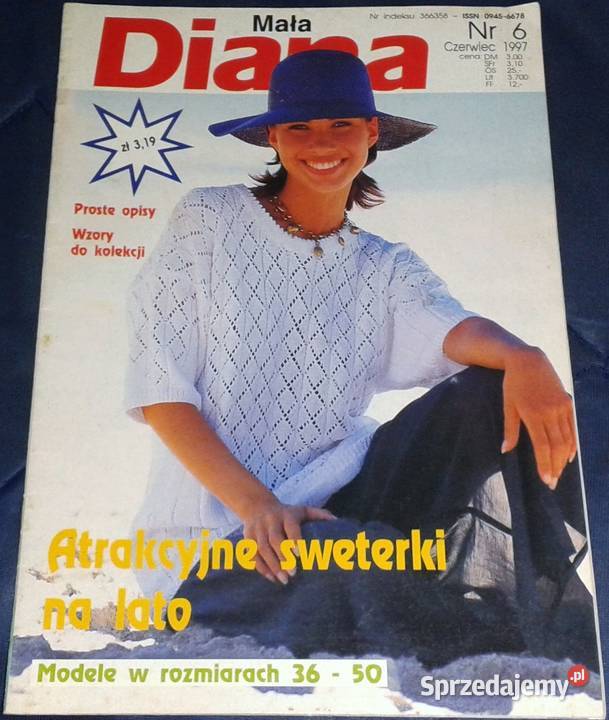 Mała
Diana
Nr indeksu 366358 – ISSN 0945-6678
Nr 6
Czerwiec 1997
cena: DM 3,00
SFr 3,10
ÖS 25,-
Lit 3.700
Ft 12,-
zł 3,19
Proste opisy
Wzory
do kolekcji
Atrakcyjne sweterki
na lato
Modele w rozmiarach 36 - 50
Sprzedajemy.pl